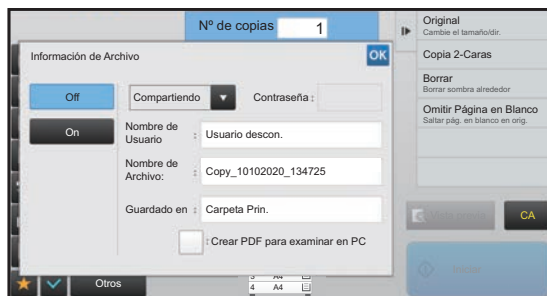 Nº de copias 1
Información de Archivo
OK
Off
On
Compartiendo
Contraseña :
Nombre de
Usuario
: Usuario descon.
Nombre de
Archivo:
: Copy_10102020_134725
Guardado en : Carpeta Prin.
: Crear PDF para examinar en PC
Otros
A4
4 A4
Original
Cambie el tamaño/dir.
Copia 2-Caras
Borrar
Borrar sombra alrededor
Omitir Página en Blanco
Saltar pág. en blanco en orig.
CA
Iniciar